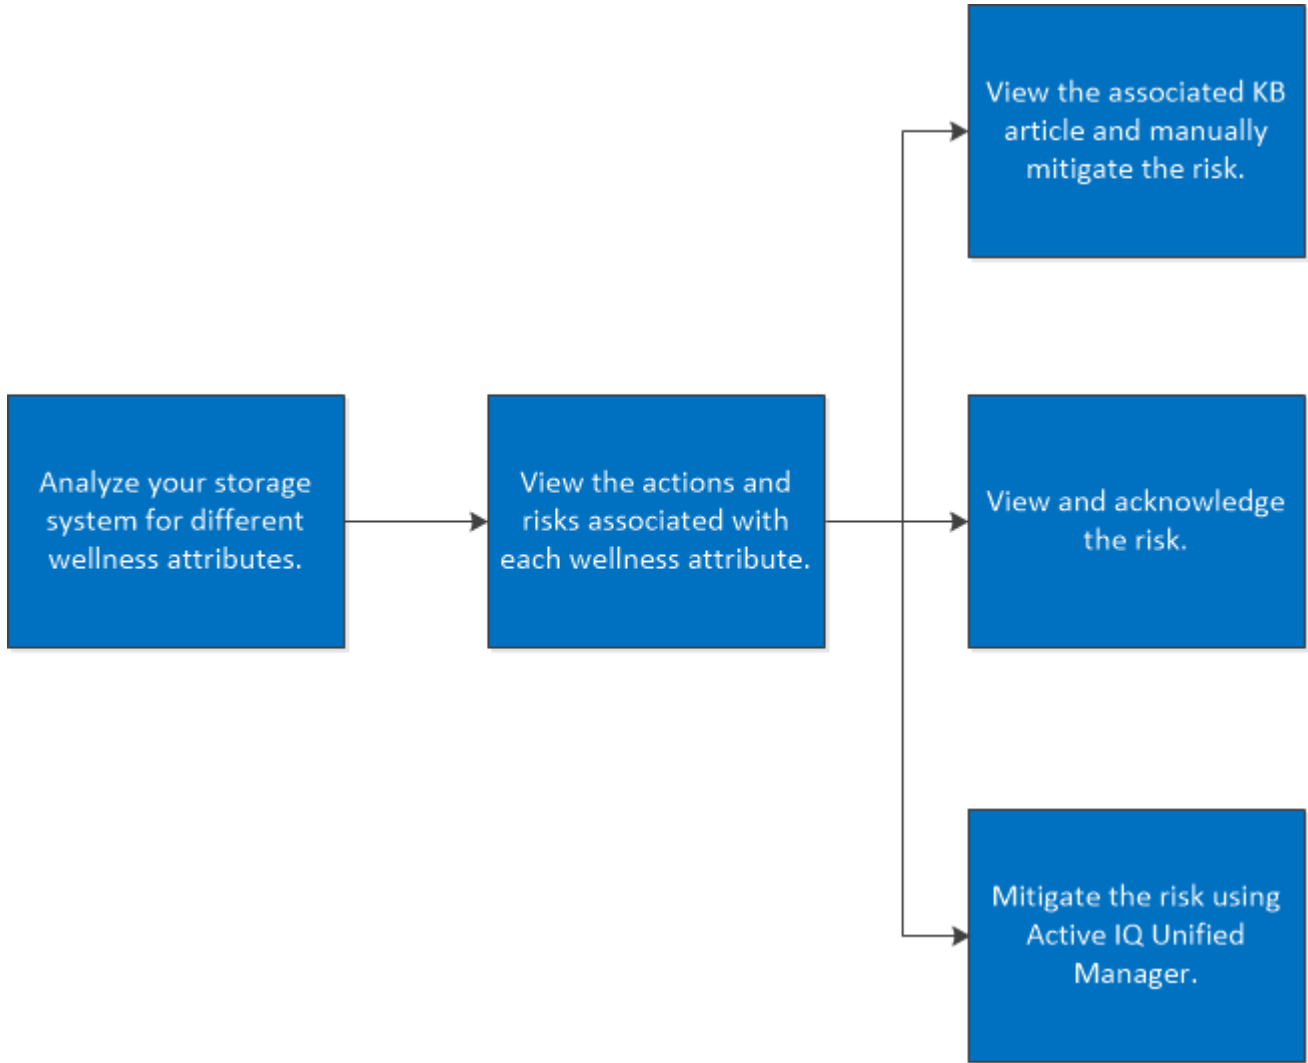 View the associated KB
article and manually
mitigate the risk.
Analyze your storage
system for different
wellness attributes.
View the actions and
risks associated with
each wellness attribute.
View and acknowledge
the risk.
Mitigate the risk using
Active IQ Unified
Manager.